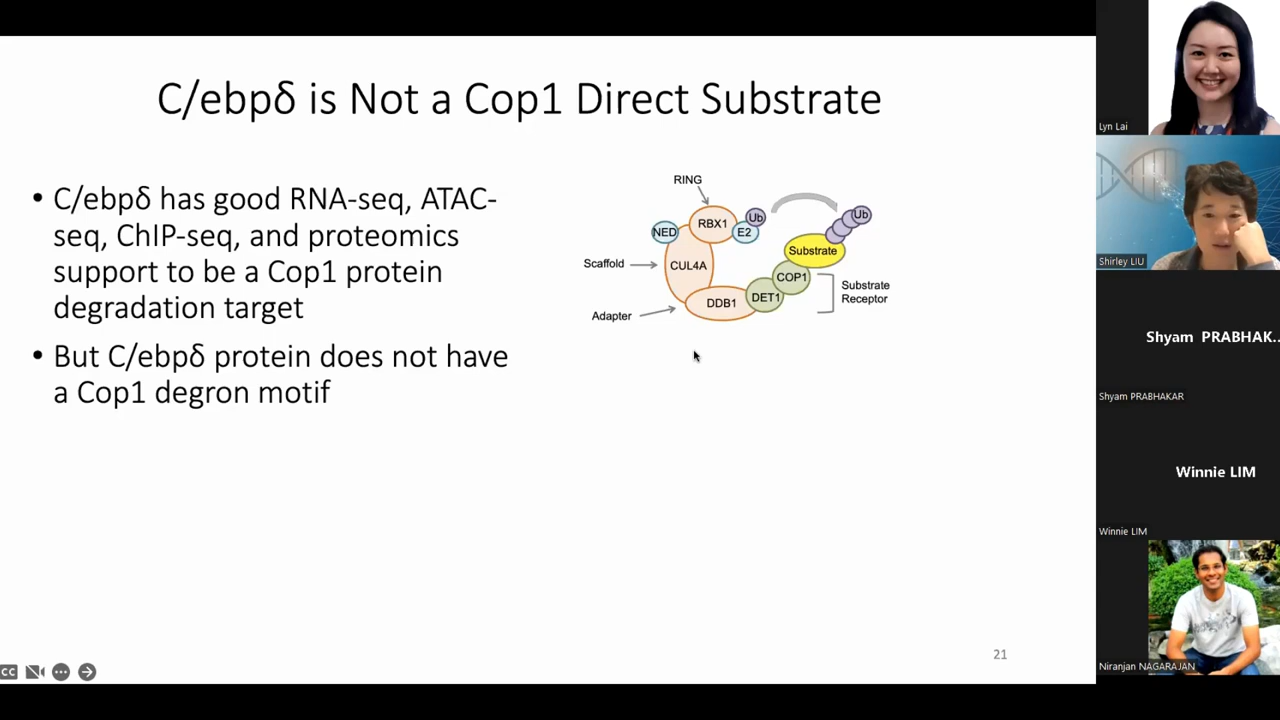 C/ebpδ is Not a Cop1 Direct Substrate
• C/ebpδ has good RNA-seq, ATAC-
seq, ChIP-seq, and proteomics
support to be a Cop1 protein
degradation target
• But C/ebpδ protein does not have
a Cop1 degron motif
RING
RBX1
Ub
NED
E2
Ub
Substrate
Scaffold
CUL4A
COP1
Substrate
Receptor
DDB1
DET1
Adapter
21
CC
Lyn Lai
Shirley LIU
Shyam PRABHAK...
Shyam PRABHAKAR
Winnie LIM
Winnie LIM
Niranjan NAGARAJAN